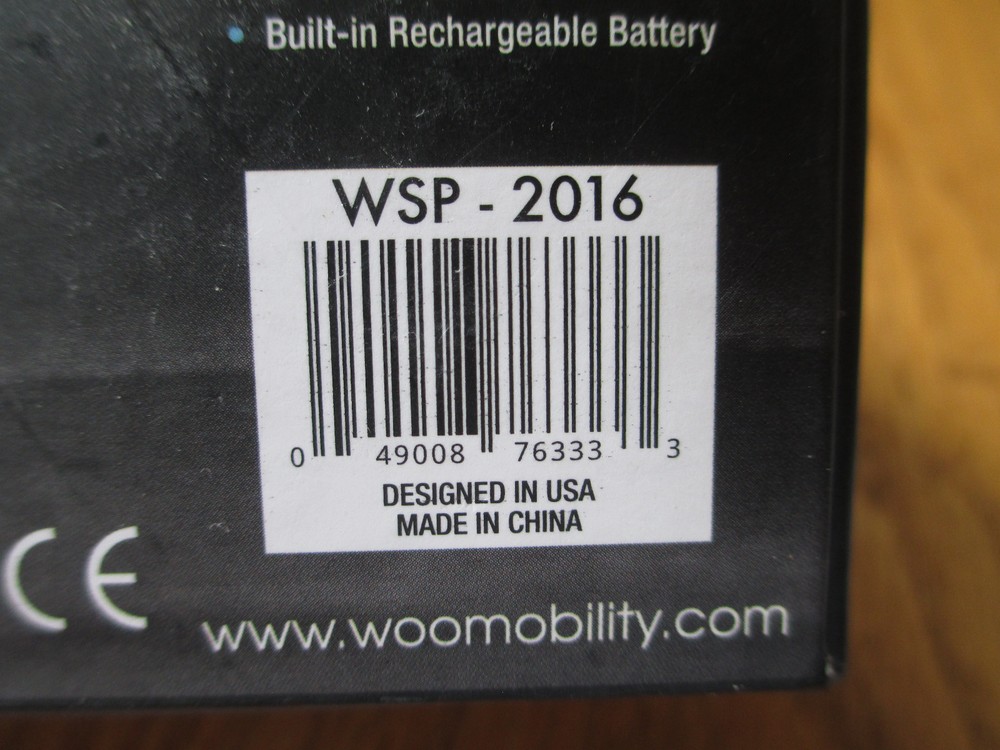 • Built-in Rechargeable Battery
WSP - 2016
0 49008 76333 3
DESIGNED IN USA
MADE IN CHINA
CE
www.woomobility.com